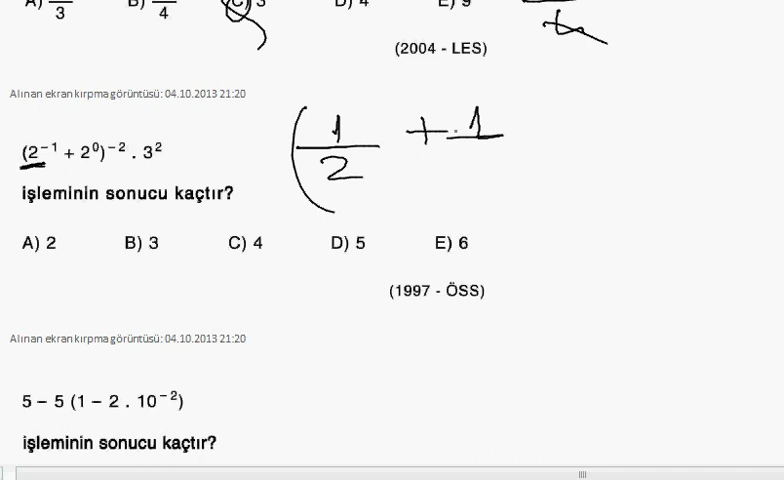 3
4
C) 3
(2004 - LES)
Alınan ekran kırpma görüntüsü: 04.10.2013 21:20
(2⁻¹ + 2⁰)⁻² . 3²
( 1/2 + 1
işleminin sonucu kaçtır?
A) 2 B) 3 C) 4 D) 5 E) 6
(1997 - ÖSS)
Alınan ekran kırpma görüntüsü: 04.10.2013 21:20
5 – 5 (1 – 2 . 10⁻²)
işleminin sonucu kaçtır?